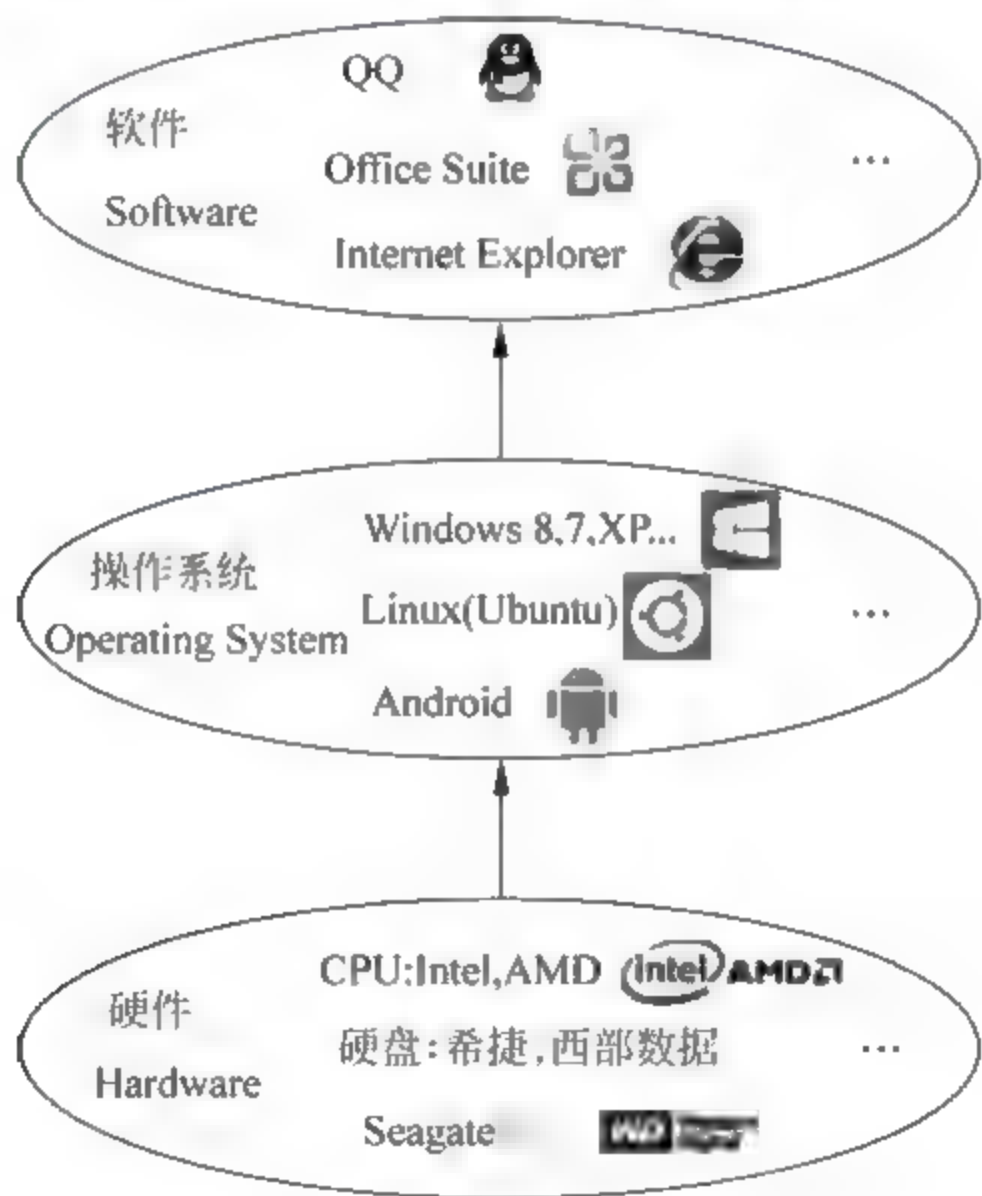 QQ
软件
Office Suite
...
Software
Internet Explorer
Windows 8,7,XP...
操作系统
Linux(Ubuntu)
...
Operating System
Android
CPU:Intel,AMD intel AMD
硬件
硬盘:希捷,西部数据
...
Hardware
Seagate WD